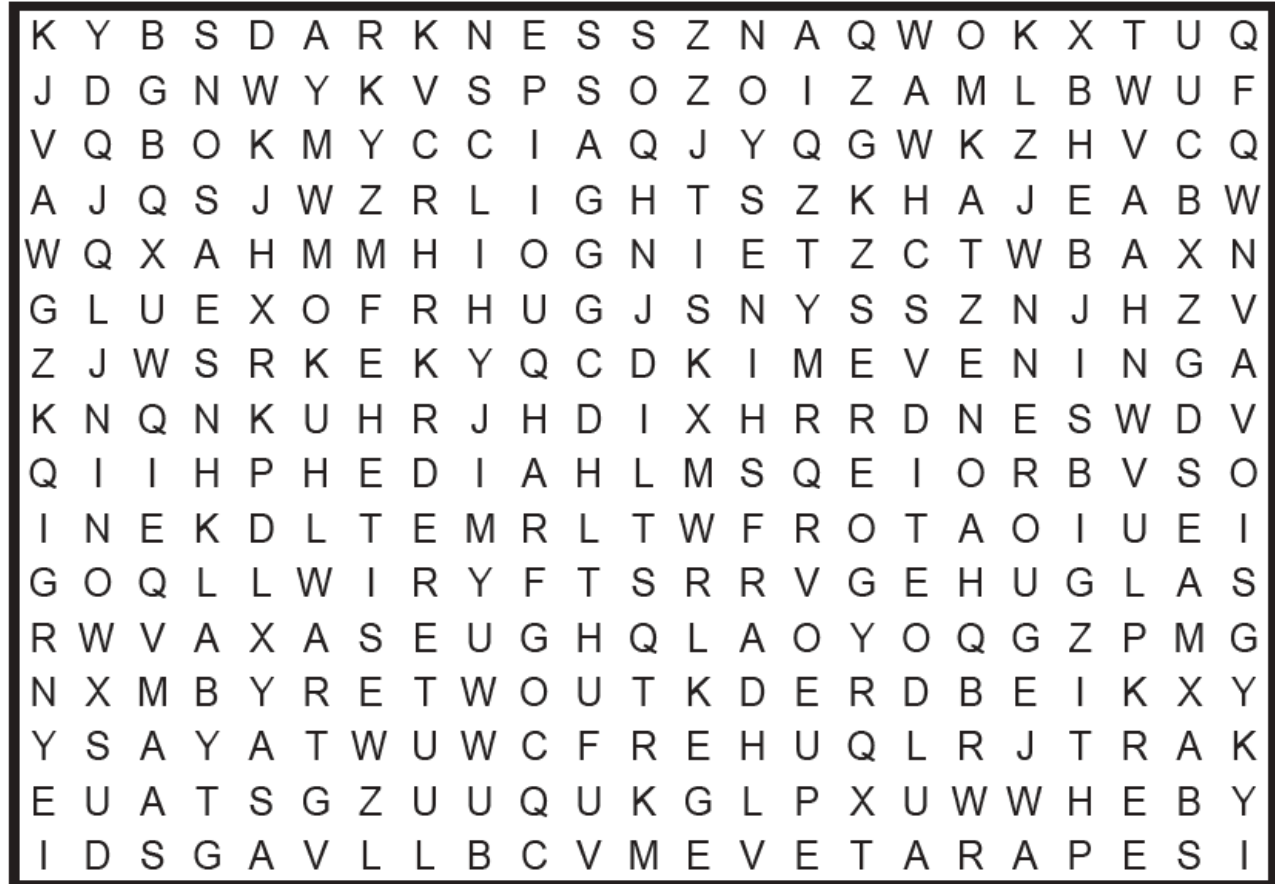 K Y B S D A R K N E S S Z N A Q W O K X T U Q
J D G N W Y K V S P S O Z O I Z A M L B W U F
V Q B O K M Y C C I A Q J Y Q G W K Z H V C Q
A J Q S J W Z R L I G H T S Z K H A J E A B W
W Q X A H M M H I O G N I E T Z C T W B A X N
G L U E X O F R H U G J S N Y S S Z N J H Z V
Z J W S R K E K Y Q C D K I M E V E N I N G A
K N Q N K U H R J H D I X H R R D N E S W D V
Q I I H P H E D I A H L M S Q E I O R B V S O
I N E K D L T E M R L T W F R O T A O I U E I
G O Q L L W I R Y F T S R R V G E H U G L A S
R W V A X A S E U G H Q L A O Y O Q G Z P M G
N X M B Y R E T W O U T K D E R D B E I K X Y
Y S A Y A T W U W C F R E H U Q L R J T R A K
E U A T S G Z U U Q U K G L P X U W W H E B Y
I D S G A V L L B C V M E V E T A R A P E S I